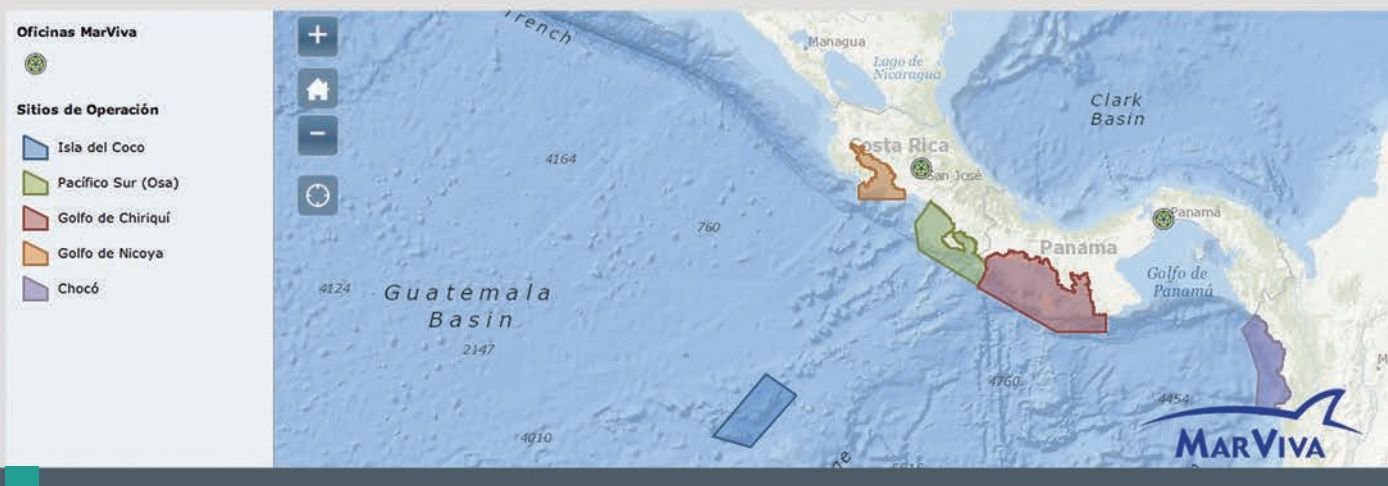 Oficinas MarViva
Sitios de Operación
Isla del Coco
Pacífico Sur (Osa)
Golfo de Chiriquí
Golfo de Nicoya
Chocó
Trench
Managua
Lago de
Nicaragua
Clark
Basin
Costa Rica
San José
4164
760
Panamá
Panama
Golfo de
Panamá
4124
Guatemala
Basin
2147
4760
4454
4010
MARVIVA